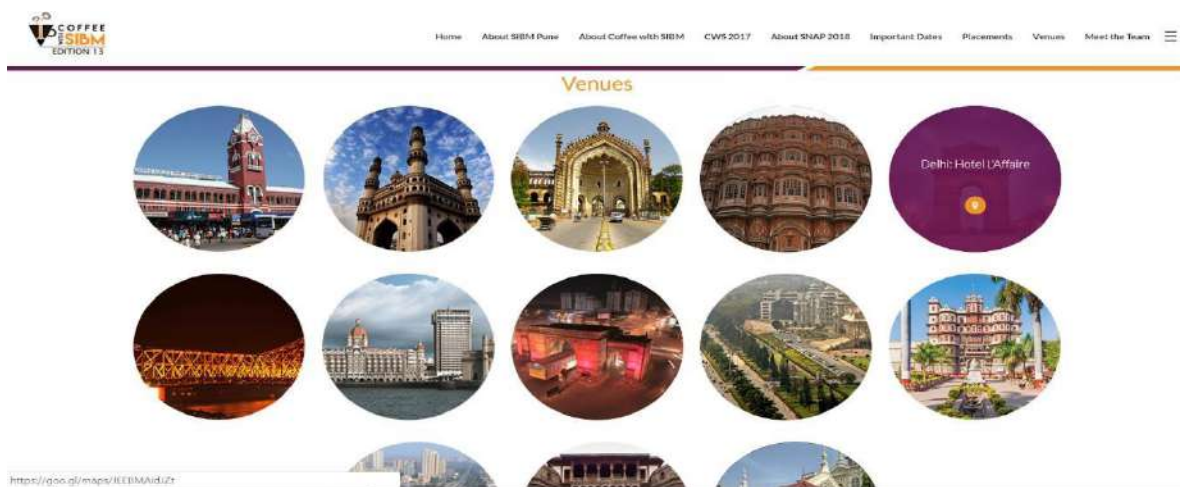 COFFEE
WITH SIBM
EDITION 13
Home About SIBM Pune About Coffee with SIBM CWS 2017 About SNAP 2018 Important Dates Placements Venues Meet the Team
Venues
Delhi: Hotel L'Affaire